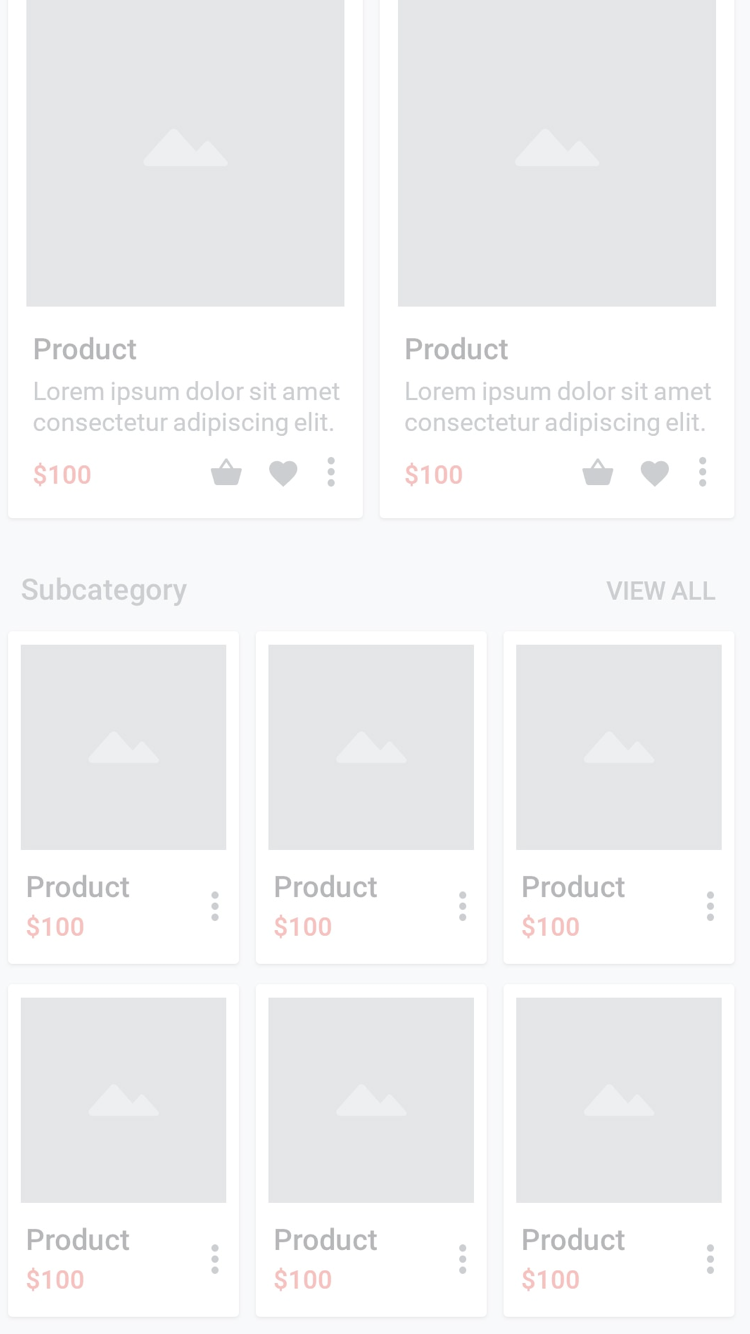 Product
Lorem ipsum dolor sit amet
consectetur adipiscing elit.
$100
Product
Lorem ipsum dolor sit amet
consectetur adipiscing elit.
$100
Subcategory
VIEW ALL
Product
$100
Product
$100
Product
$100
Product
$100
Product
$100
Product
$100